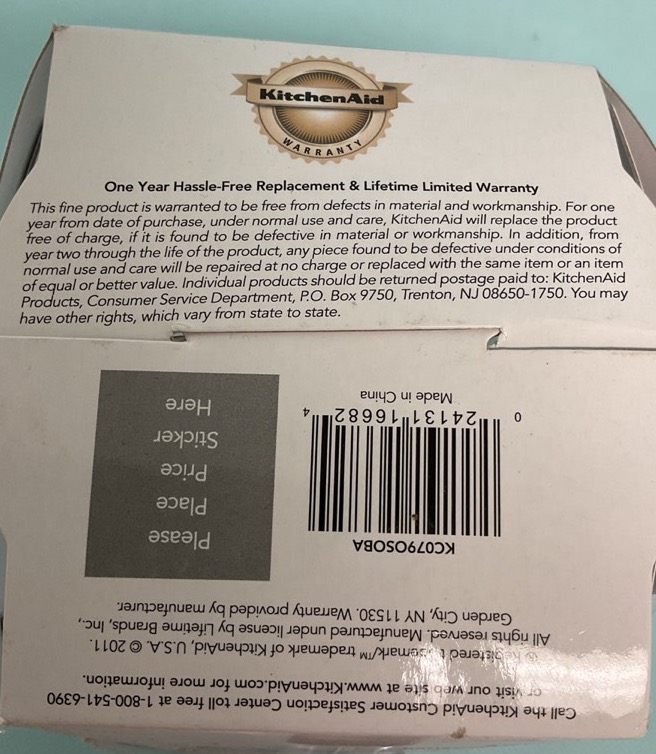 KitchenAid
WARRANTY
One Year Hassle-Free Replacement & Lifetime Limited Warranty
This fine product is warranted to be free from defects in material and workmanship. For one
year from date of purchase, under normal use and care, KitchenAid will replace the product
free of charge, if it is found to be defective in material or workmanship. In addition, from
year two through the life of the product, any piece found to be defective under conditions of
normal use and care will be repaired at no charge or replaced with the same item or an item
of equal or better value. Individual products should be returned postage paid to: KitchenAid
Products, Consumer Service Department, P.O. Box 9750, Trenton, NJ 08650-1750. You may
have other rights, which vary from state to state.
Call the KitchenAid Customer Satisfaction Center toll free at 1-800-541-6390
or visit our web site at www.KitchenAid.com for more information.
® Registered trademark/™ trademark of KitchenAid, U.S.A. © 2011.
All rights reserved. Manufactured under license by Lifetime Brands, Inc.,
Garden City, NY 11530. Warranty provided by manufacturer.
KC079OSOBA
0 24131 16682 4
Made in China
Please
Place
Price
Sticker
Here